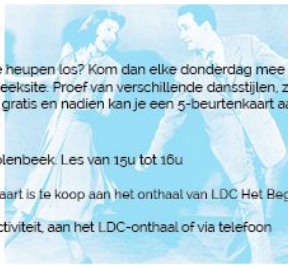 e heupen los? Kom dan elke donderdag mee
eeksite. Proef van verschillende dansstijlen, z
gratis en nadien kan je een 5-beurtenkaart aa
olenbeek. Les van 15u tot 16u
aart is te koop aan het onthaal van LDC Het Beg
ctiviteit, aan het LDC-onthaal of via telefoon